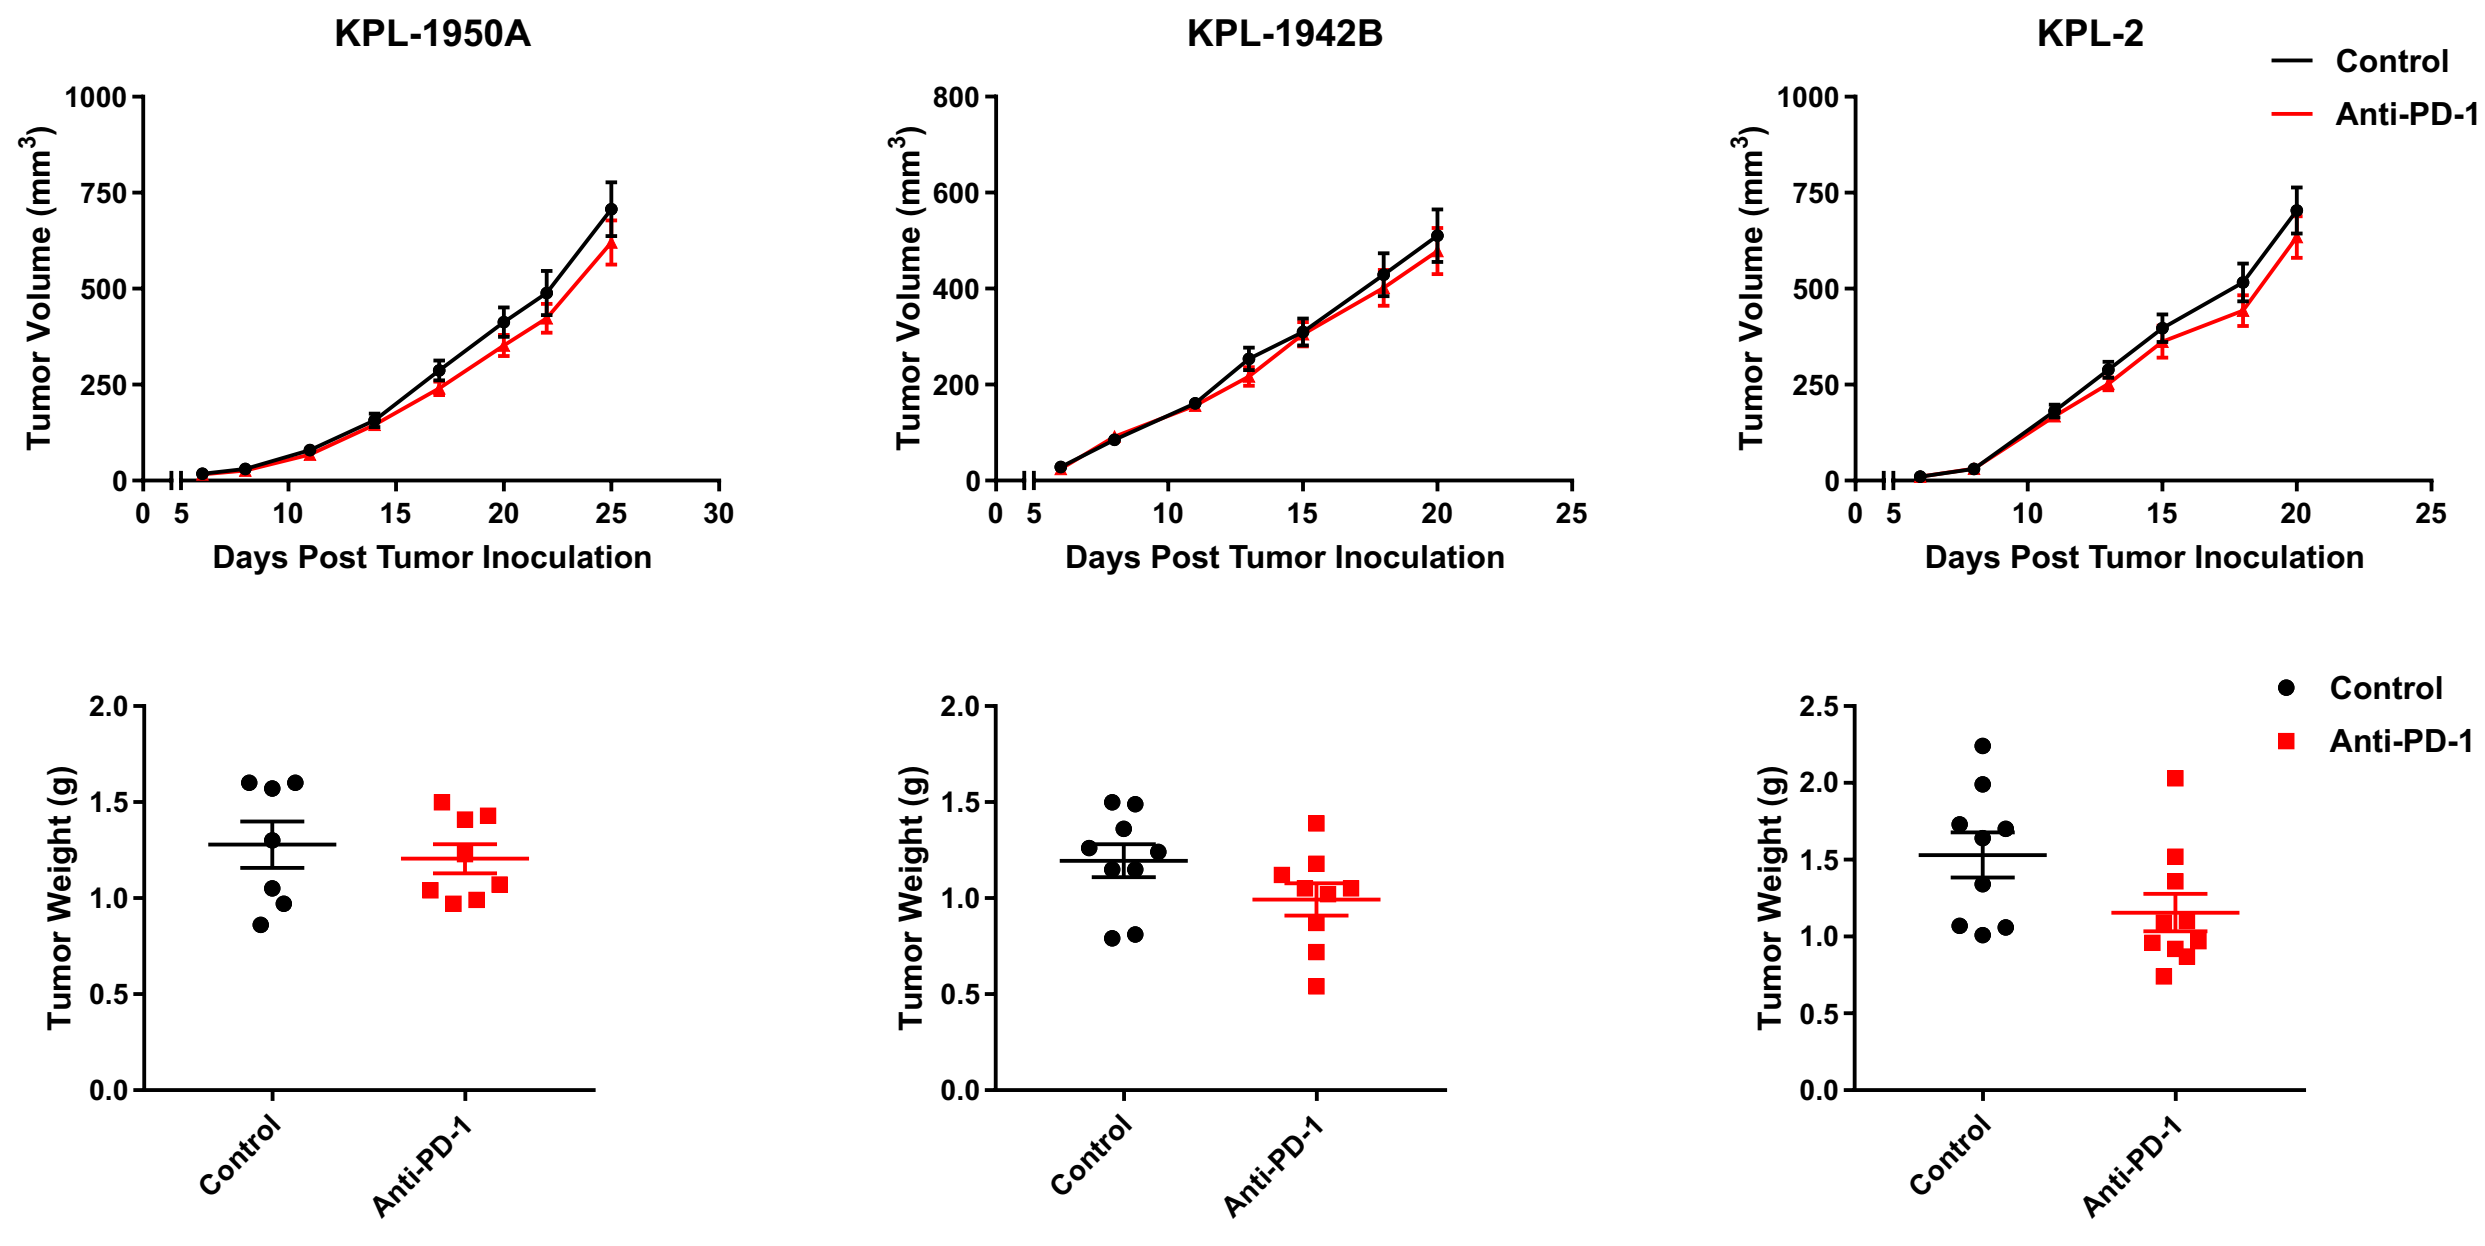 KPL-1950A
KPL-1942B
KPL-2
Control
Anti-PD-1
Tumor Volume (mm³)
1000
750
500
250
0
0 5 10 15 20 25 30
Days Post Tumor Inoculation
Tumor Volume (mm³)
800
600
400
200
0
0 5 10 15 20 25
Days Post Tumor Inoculation
Tumor Volume (mm³)
1000
750
500
250
0
0 5 10 15 20 25
Days Post Tumor Inoculation
Tumor Weight (g)
2.0
1.5
1.0
0.5
0.0
Control
Anti-PD-1
Tumor Weight (g)
2.0
1.5
1.0
0.5
0.0
Control
Anti-PD-1
Tumor Weight (g)
2.5
2.0
1.5
1.0
0.5
0.0
Control
Anti-PD-1
Control
Anti-PD-1